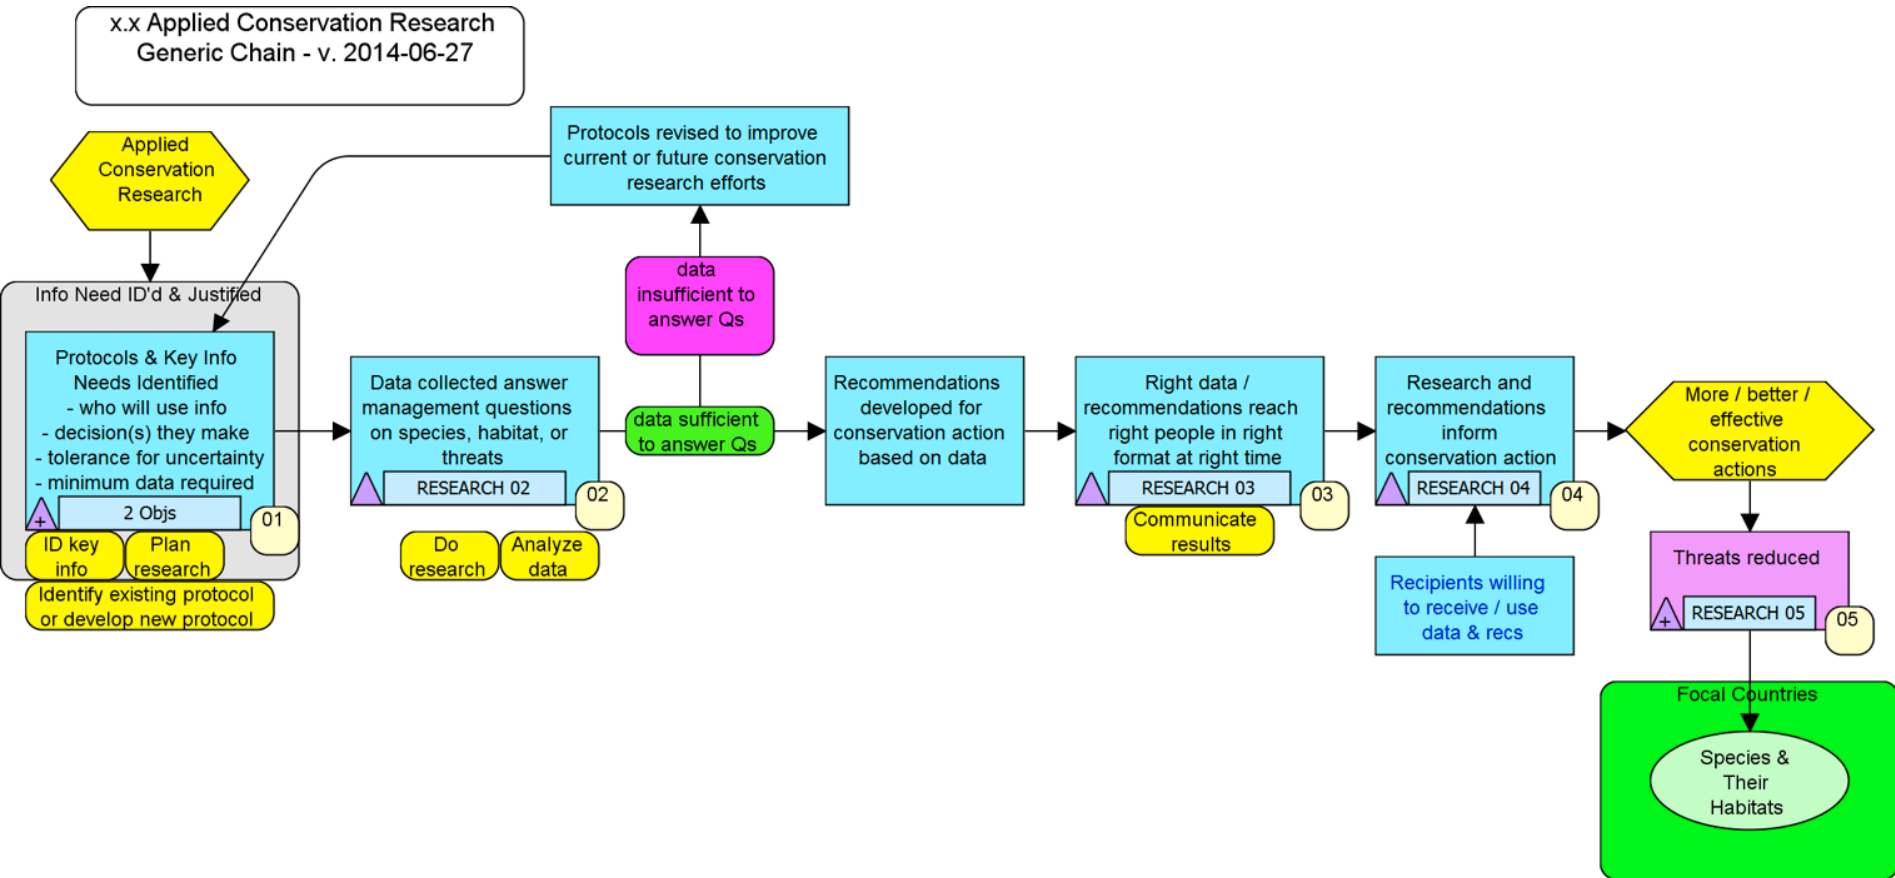 x.x Applied Conservation Research
Generic Chain - v. 2014-06-27
Applied
Conservation
Research
Protocols revised to improve
current or future conservation
research efforts
data
insufficient to
answer Qs
Info Need ID'd & Justified
Protocols & Key Info
Needs Identified
- who will use info
- decision(s) they make
- tolerance for uncertainty
- minimum data required
+
2 Objs
01
ID key
info
Plan
research
Identify existing protocol
or develop new protocol
Data collected answer
management questions
on species, habitat, or
threats
RESEARCH 02
02
Do
research
Analyze
data
data sufficient
to answer Qs
Recommendations
developed for
conservation action
based on data
Right data /
recommendations reach
right people in right
format at right time
RESEARCH 03
03
Communicate
results
Research and
recommendations
inform
conservation action
RESEARCH 04
04
Recipients willing
to receive / use
data & recs
More / better /
effective
conservation
actions
Threats reduced
+
RESEARCH 05
05
Focal Countries
Species &
Their
Habitats